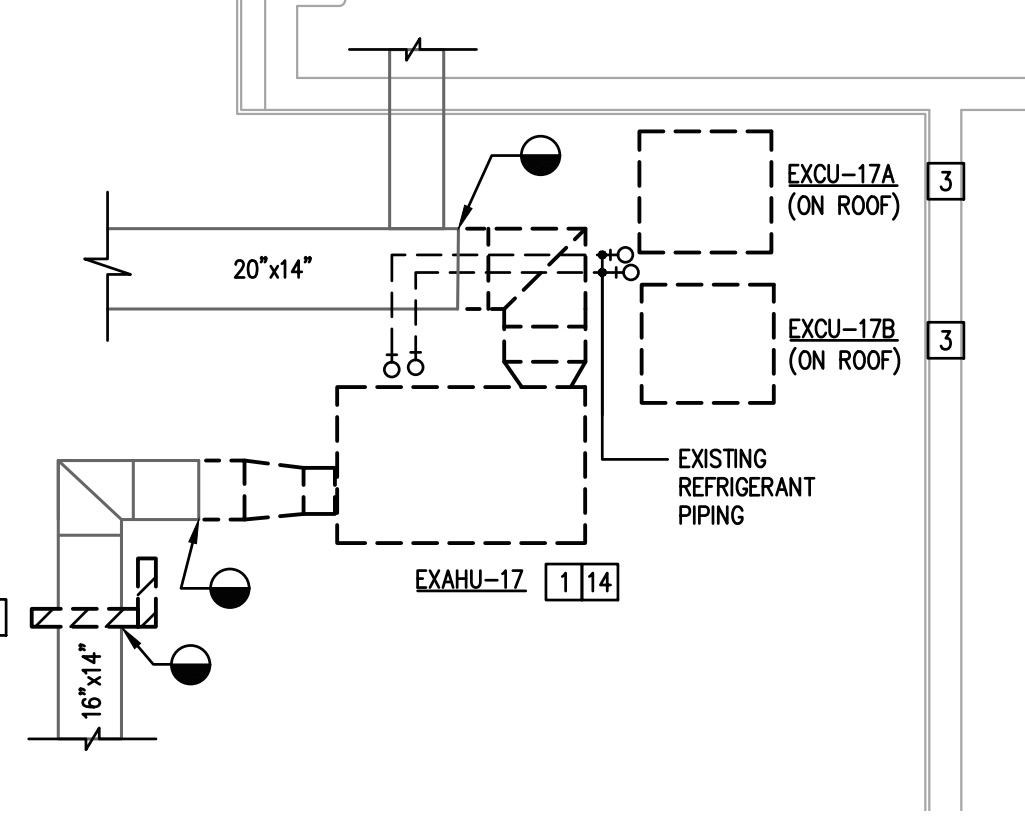 EXCU-17A 3
(ON ROOF)
20"x14"
EXCU-17B 3
(ON ROOF)
EXISTING
REFRIGERANT
PIPING
EXAHU-17 1 14
16"x14"